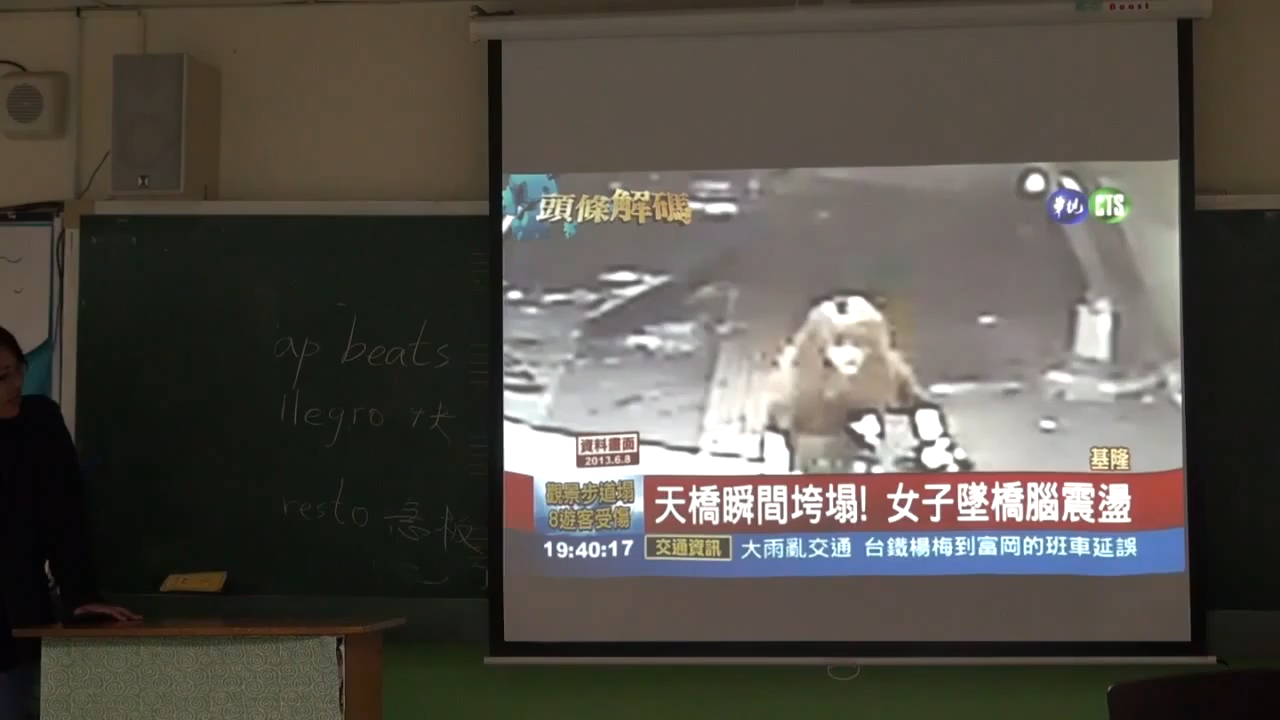 Boost
頭條解碼
華視 CTS
ap beats
llegro 快
resto 急板
資料畫面
2013.6.8
基隆
觀景步道塌
8遊客受傷
天橋瞬間垮塌! 女子墜橋腦震盪
19:40:17 交通資訊 大雨亂交通 台鐵楊梅到富岡的班車延誤